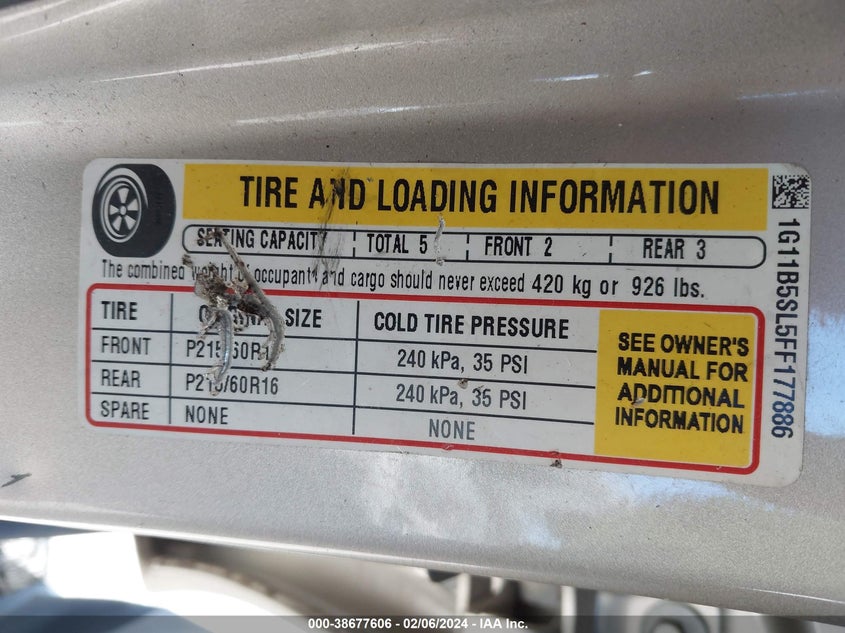 TIRE AND LOADING INFORMATION
SEATING CAPACITY TOTAL 5 FRONT 2 REAR 3
The combined weight of occupants and cargo should never exceed 420 kg or 926 lbs.
TIRE ORIGINAL SIZE COLD TIRE PRESSURE
FRONT P215/60R16 240 kPa, 35 PSI
REAR P215/60R16 240 kPa, 35 PSI
SPARE NONE NONE
SEE OWNER'S
MANUAL FOR
ADDITIONAL
INFORMATION
1G11B5SL5FF177886
000-38677606 - 02/06/2024 - IAA Inc.